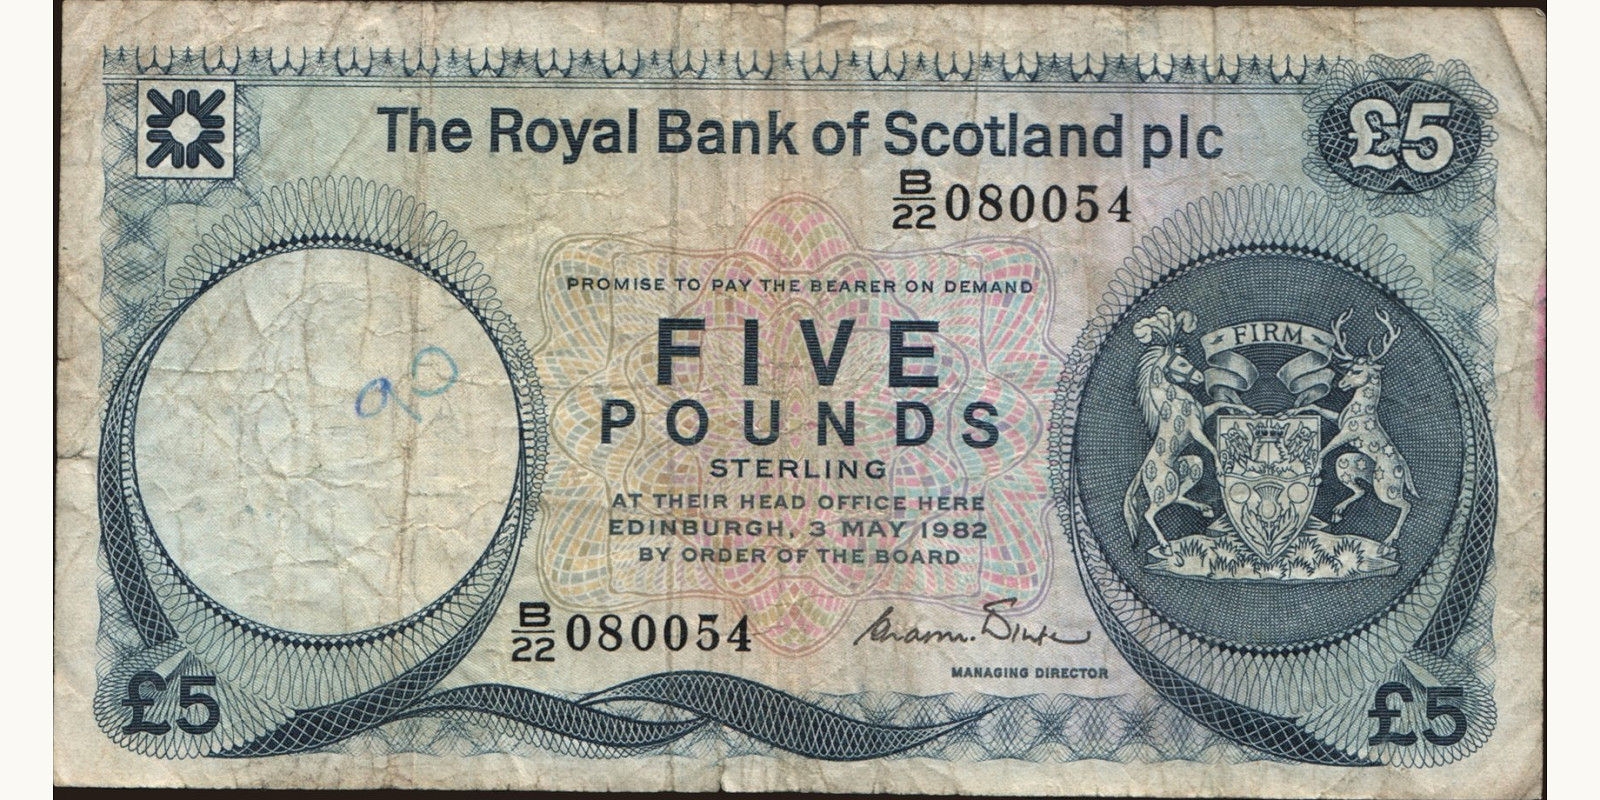 The Royal Bank of Scotland plc
£5
B/22 080054
PROMISE TO PAY THE BEARER ON DEMAND
FIVE
POUNDS
STERLING
AT THEIR HEAD OFFICE HERE
EDINBURGH, 3 MAY 1982
BY ORDER OF THE BOARD
FIRM
90
B/22 080054
MANAGING DIRECTOR
£5
£5